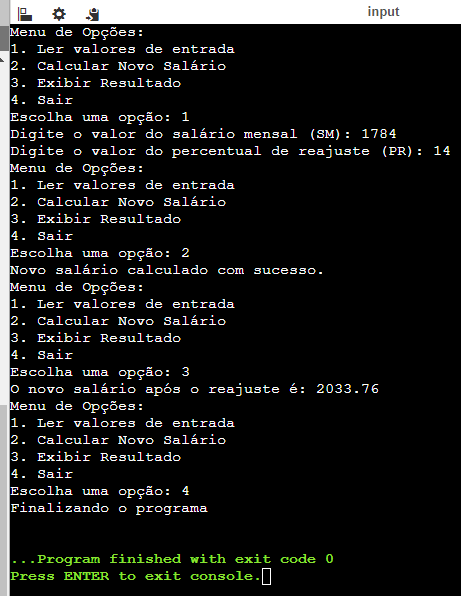 input
Menu de Opções:
1. Ler valores de entrada
2. Calcular Novo Salário
3. Exibir Resultado
4. Sair
Escolha uma opção: 1
Digite o valor do salário mensal (SM): 1784
Digite o valor do percentual de reajuste (PR): 14
Menu de Opções:
1. Ler valores de entrada
2. Calcular Novo Salário
3. Exibir Resultado
4. Sair
Escolha uma opção: 2
Novo salário calculado com sucesso.
Menu de Opções:
1. Ler valores de entrada
2. Calcular Novo Salário
3. Exibir Resultado
4. Sair
Escolha uma opção: 3
O novo salário após o reajuste é: 2033.76
Menu de Opções:
1. Ler valores de entrada
2. Calcular Novo Salário
3. Exibir Resultado
4. Sair
Escolha uma opção: 4
Finalizando o programa
...Program finished with exit code 0
Press ENTER to exit console.